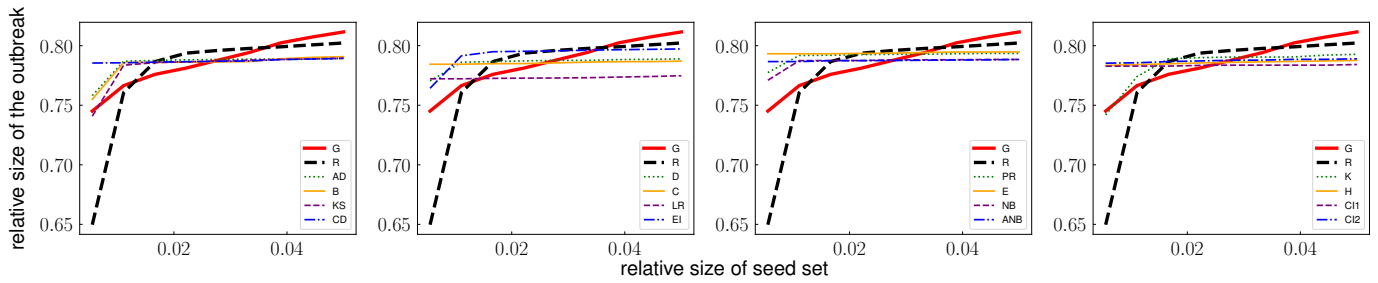 relative size of the outbreak
0.80
0.75
0.70
0.65
0.02
0.04
G
R
AD
B
KS
CD
0.80
0.75
0.70
0.65
0.02
0.04
G
R
D
C
LR
EI
0.80
0.75
0.70
0.65
0.02
0.04
G
R
PR
E
NB
ANB
0.80
0.75
0.70
0.65
0.02
0.04
G
R
K
H
CI1
CI2
relative size of seed set